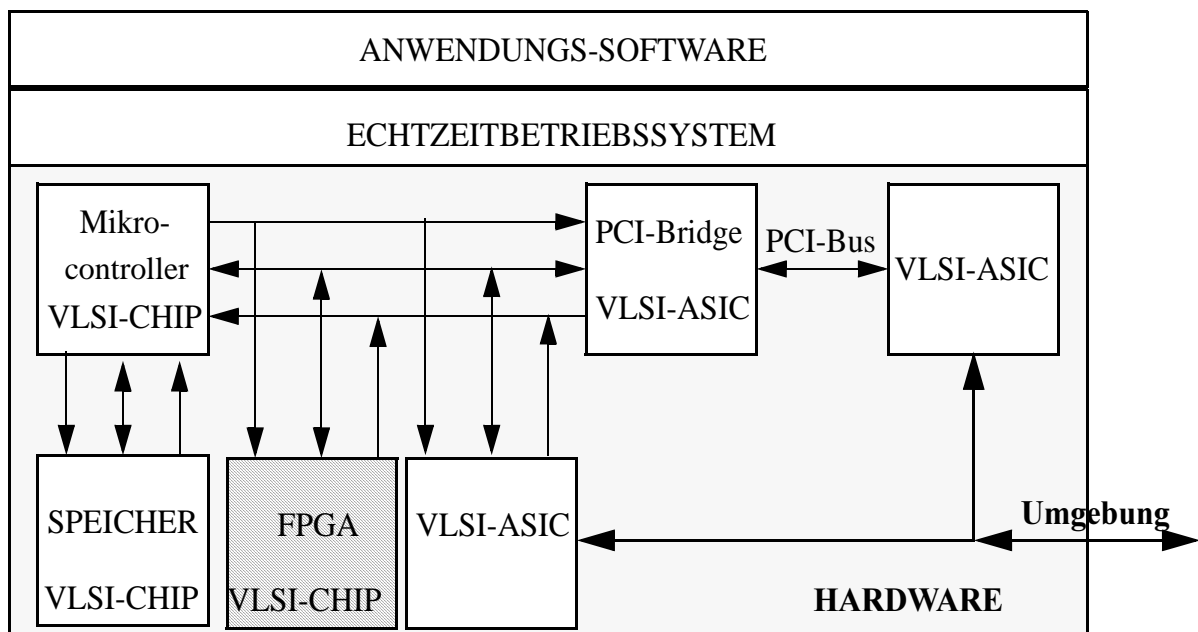 ANWENDUNGS-SOFTWARE
ECHTZEITBETRIEBSSYSTEM
Mikro-
controller
VLSI-CHIP
PCI-Bridge
VLSI-ASIC
PCI-Bus
VLSI-ASIC
SPEICHER
VLSI-CHIP
FPGA
VLSI-CHIP
VLSI-ASIC
Umgebung
HARDWARE